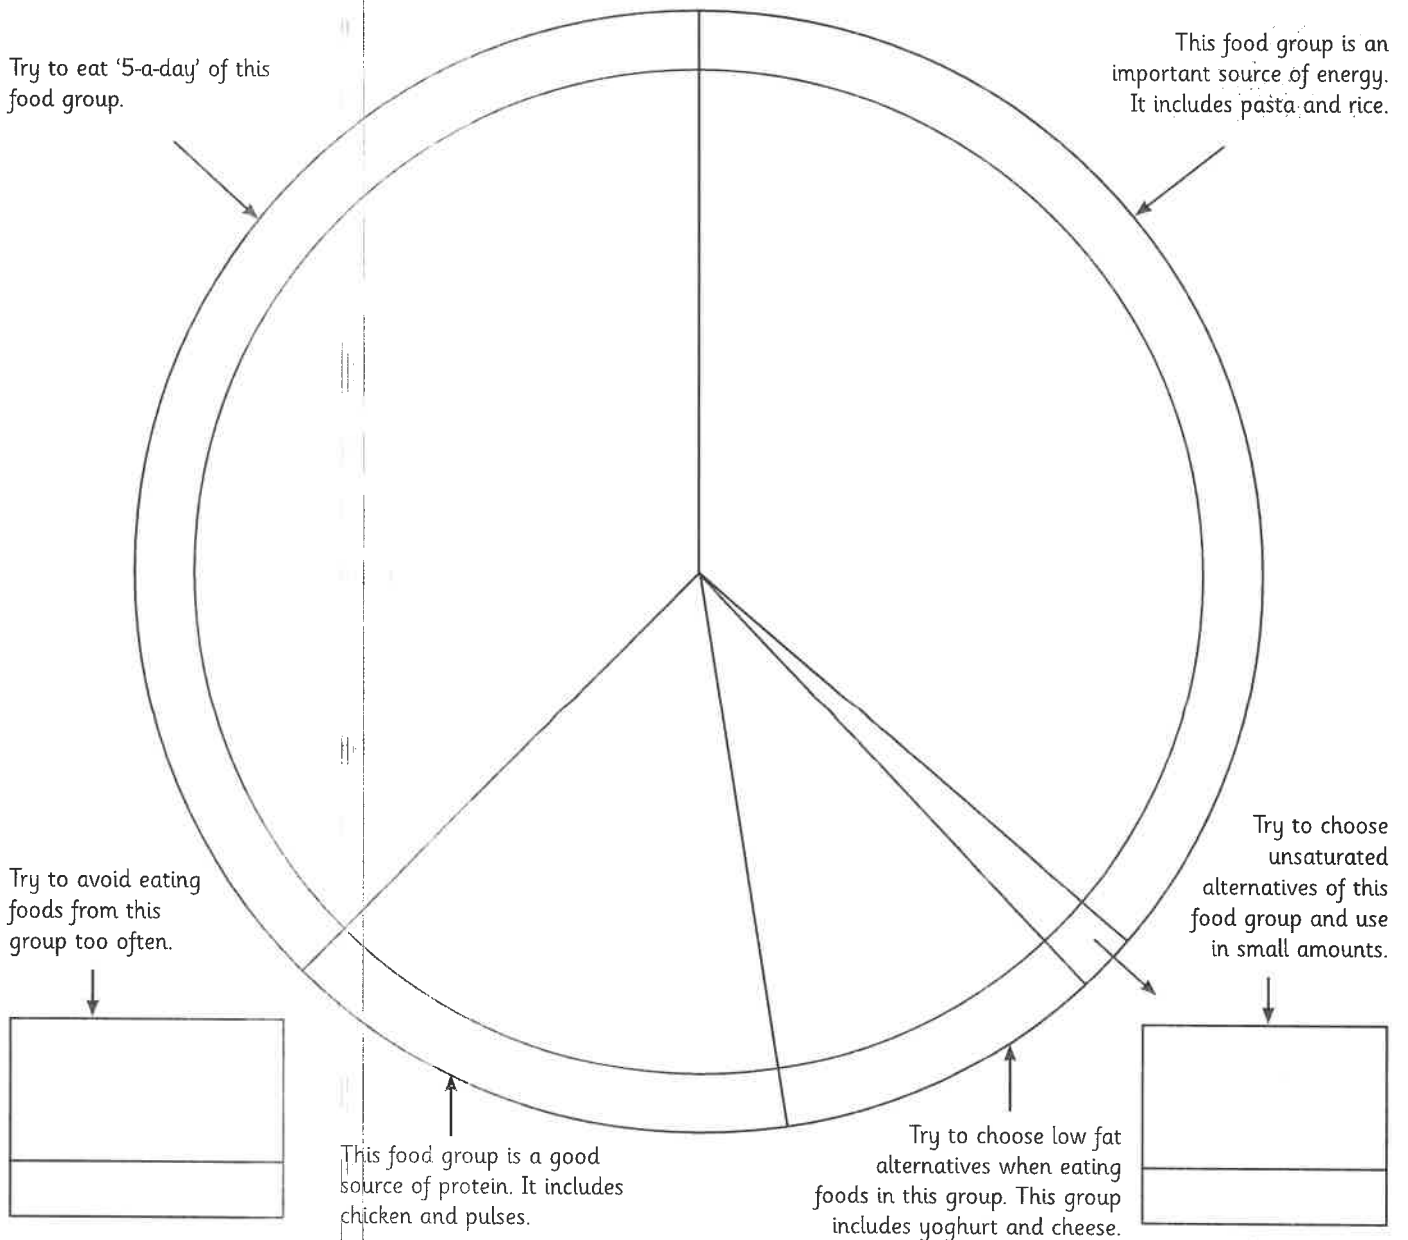 Try to eat ‘5-a-day’ of this
food group.
This food group is an
important source of energy.
It includes pasta and rice.
Try to choose
unsaturated
alternatives of this
food group and use
in small amounts.
Try to avoid eating
foods from this
group too often.
This food group is a good
source of protein. It includes
chicken and pulses.
Try to choose low fat
alternatives when eating
foods in this group. This group
includes yoghurt and cheese.